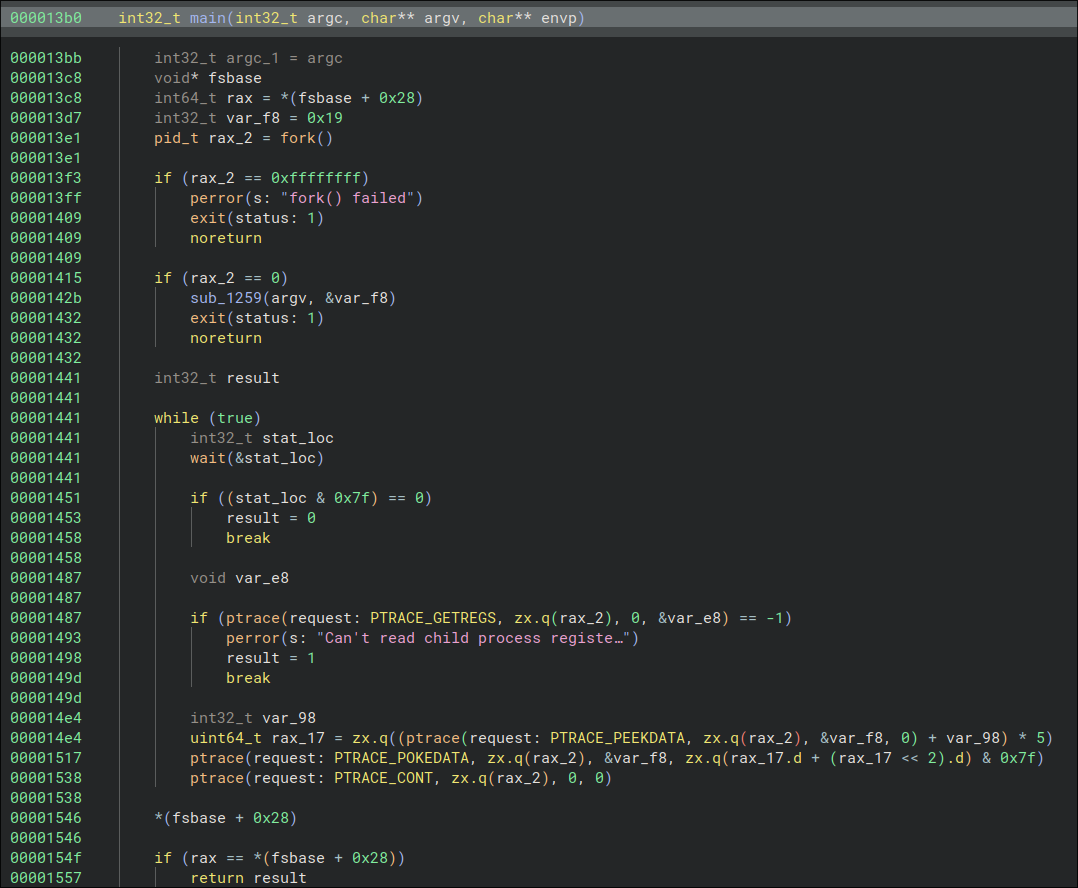 000013b0 int32_t main(int32_t argc, char** argv, char** envp)
000013bb int32_t argc_1 = argc
000013c8 void* fsbase
000013c8 int64_t rax = *(fsbase + 0x28)
000013d7 int32_t var_f8 = 0x19
000013e1 pid_t rax_2 = fork()
000013e1
000013f3 if (rax_2 == 0xffffffff)
000013ff perror(s: "fork() failed")
00001409 exit(status: 1)
00001409 noreturn
00001409
00001415 if (rax_2 == 0)
0000142b sub_1259(argv, &var_f8)
00001432 exit(status: 1)
00001432 noreturn
00001432
00001441 int32_t result
00001441
00001441 while (true)
00001441 int32_t stat_loc
00001441 wait(&stat_loc)
00001441
00001451 if ((stat_loc & 0x7f) == 0)
00001453 result = 0
00001458 break
00001458
00001487 void var_e8
00001487
00001487 if (ptrace(request: PTRACE_GETREGS, zx.q(rax_2), 0, &var_e8) == -1)
00001493 perror(s: "Can't read child process registe…")
00001498 result = 1
0000149d break
0000149d
000014e4 int32_t var_98
000014e4 uint64_t rax_17 = zx.q((ptrace(request: PTRACE_PEEKDATA, zx.q(rax_2), &var_f8, 0) + var_98) * 5)
00001517 ptrace(request: PTRACE_POKEDATA, zx.q(rax_2), &var_f8, zx.q(rax_17.d + (rax_17 << 2).d) & 0x7f)
00001538 ptrace(request: PTRACE_CONT, zx.q(rax_2), 0, 0)
00001538
00001546 *(fsbase + 0x28)
00001546
0000154f if (rax == *(fsbase + 0x28))
00001557 return result